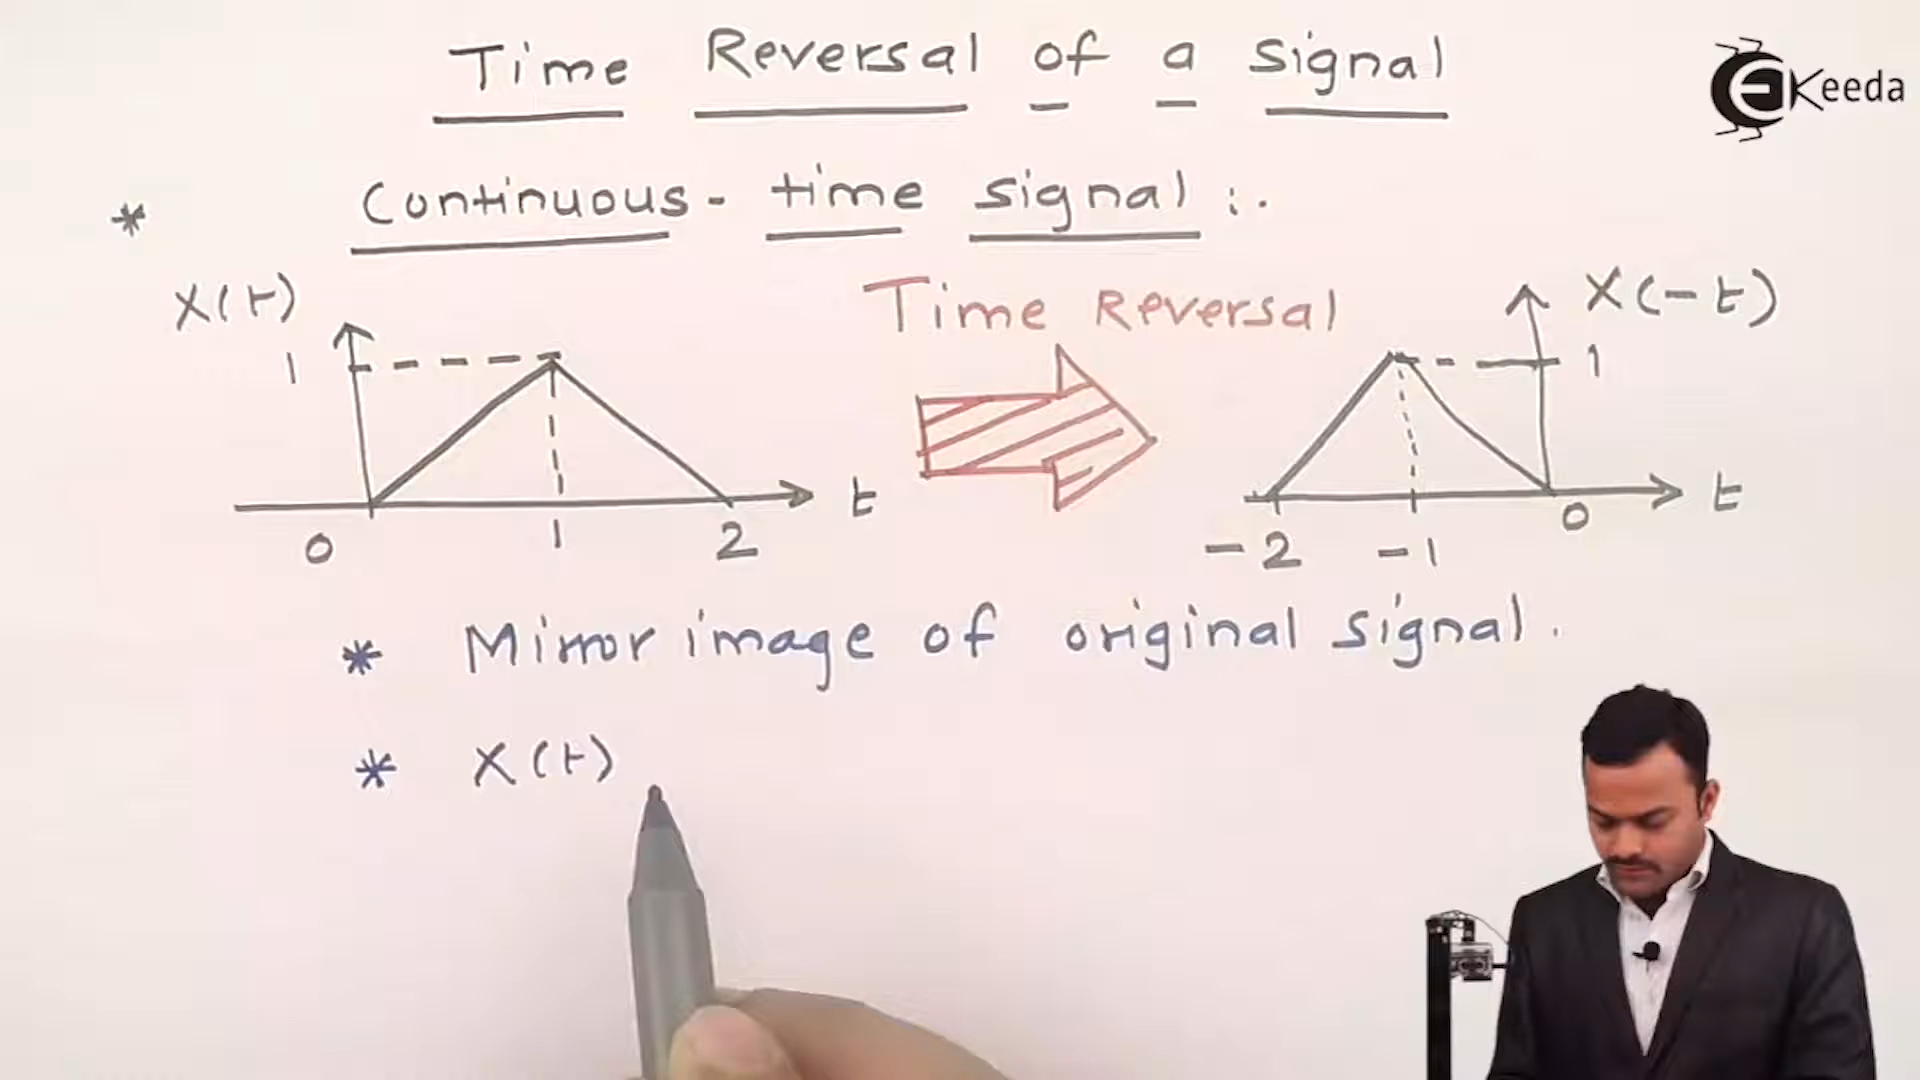 Time Reversal of a signal
EKeeda
* Continuous-time signal :.
X(t)
1
0 1 2 t
Time Reversal
X(-t)
1
-2 -1 0 t
* Mirror image of original signal.
* X(t)